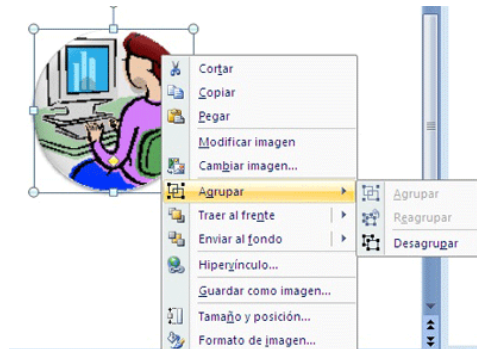 Cortar
Copiar
Pegar
Modificar imagen
Cambiar imagen...
Agrupar
Traer al frente
Enviar al fondo
Hipervínculo...
Guardar como imagen...
Tamaño y posición...
Formato de imagen...
Agrupar
Reagrupar
Desagrupar